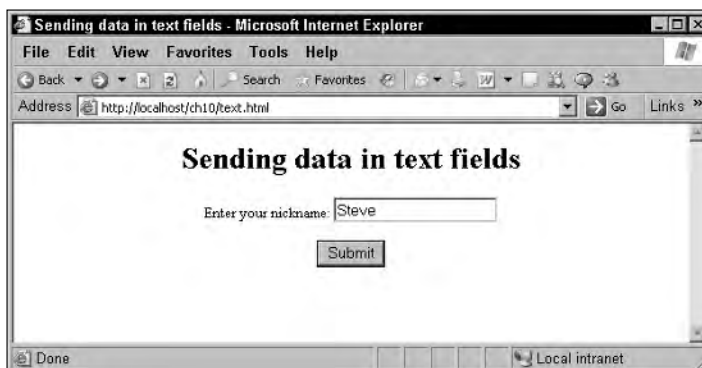 Sending data in text fields - Microsoft Internet Explorer
File Edit View Favorites Tools Help
Back Search Favorites
Address http://localhost/ch10/text.html Go Links »
Sending data in text fields
Enter your nickname: Steve
Submit
Done Local intranet